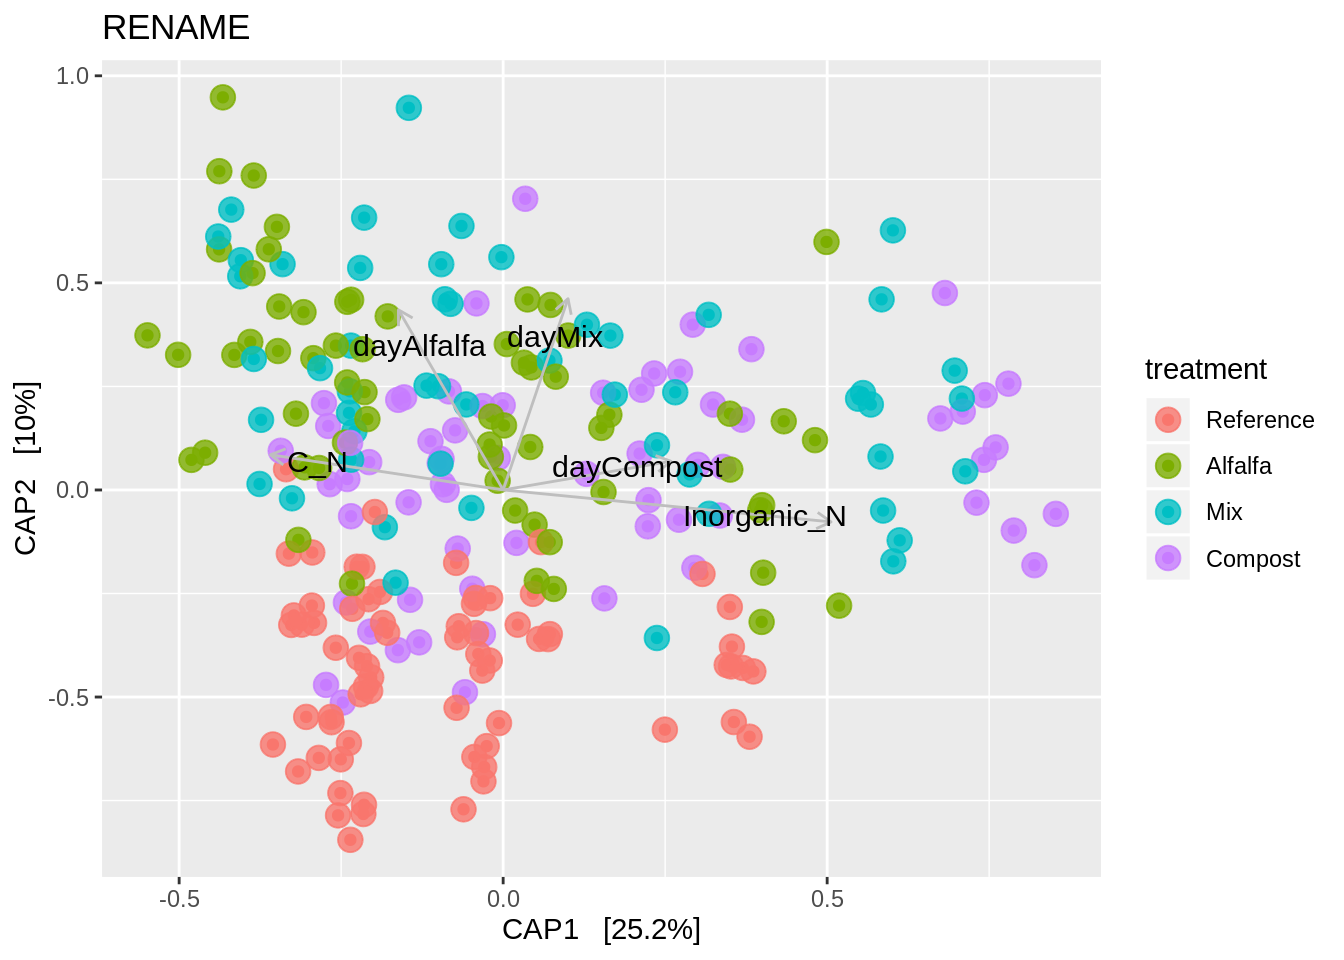 RENAME
1.0
0.5
0.0
-0.5
CAP2   [10%]
dayAlfalfa
dayMix
C_N
dayCompost
Inorganic_N
-0.5
0.0
0.5
CAP1   [25.2%]
treatment
Reference
Alfalfa
Mix
Compost